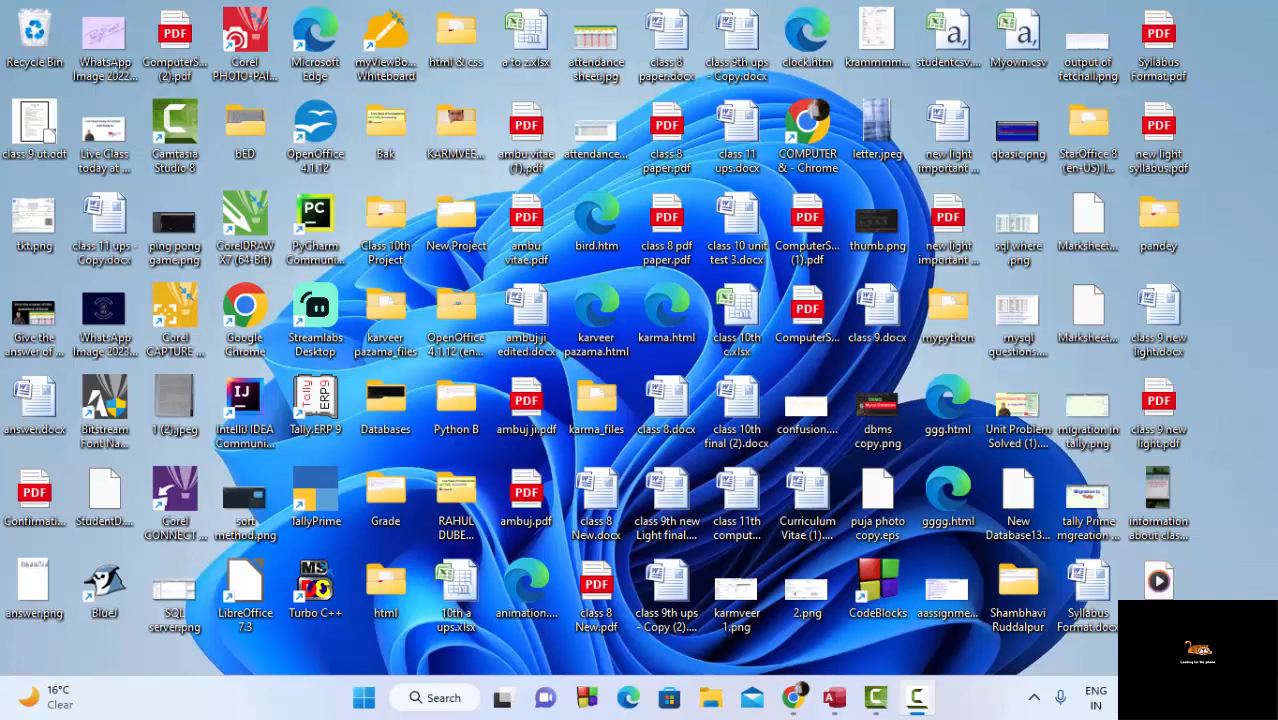 Recycle Bin
WhatsApp
Image 2022...
ComputerS...
(2).pdf
Corel
PHOTO-PAI...
Microsoft
Edge
myViewBo...
Whiteboard
html & css
a to z.xlsx
attendance
sheet.jpg
class 8
paper.docx
class 9th ups
- Copy.docx
clock.htm
krammmm...
studentcsv...
Myown.csv
output of
fetchall.png
Syllabus
Format.pdf
class 9 ut.odt
Live Class
today at ...
Camtasia
Studio 8
bED
OpenOffice
4.1.12
Bak
KARMVEE...
ambu vitae
(1).pdf
attendance...
class 8
paper.pdf
class 11
ups.docx
COMPUTER
& - Chrome
letter.jpeg
new light
important ...
qbasic.png
StarOffice 8
(en-US) I...
new light
syllabus.pdf
tkt.png
class 11 ups -
Copy.docx
ping pong
game.png
CorelDRAW
X7 (64-Bit)
PyCharm
Communi...
Class 10th
Project
New Project
ambu
vitae.pdf
bird.htm
class 8 pdf
paper.pdf
class 10 unit
test 3.docx
ComputerS...
(1).pdf
thumb.png
new light
important ...
sql where
.png
Marksheet...
pandey
Give the
answer of ...
WhatsApp
Image 2023...
Corel
CAPTURE ...
Google
Chrome
Streamlabs
Desktop
karveer
pazama_files
OpenOffice
4.1.12 (en...
ambuj ji
edited.docx
karveer
pazama.html
karma.html
class 10th
c.xlsx
ComputerS...
class 9.docx
mypython
mysql
questions....
Marksheet...
class 9 new
light.docx
answer.docx
Bitstream
Font Na...
1 (2).jpeg
IntelliJ IDEA
Communi...
Tally.ERP 9
Databases
Python B
ambuj ji.pdf
karma_files
class 8.docx
class 10th
final (2).docx
confusion....
dbms
copy.png
ggg.html
Unit Problem
Solved (1)....
migration in
tally.png
class 9 new
light.pdf
Confirmati...
StudentD...
Corel
CONNECT ...
sort
method.png
TallyPrime
Grade
RAHUL
DUBE...
ambuj.pdf
class 8
New.docx
class 9th new
Light final....
class 11th
comput...
Curriculum
Vitae (1)....
puja photo
copy.eps
gggg.html
New
Database13...
tally Prime
mgreation ...
information
about clas...
answer.png
BlueJ
SQL
server.png
LibreOffice
7.3
Turbo C++
html
10th a
ups.xlsx
animation....
class 8
New.pdf
class 9th ups
- Copy (2)....
karmveer
1.png
2.png
CodeBlocks
aassignme...
Shambhavi
Ruddalpur
Syllabus
Format.docx
Looking for the phone
16°C
Clear
Search
ENG
IN